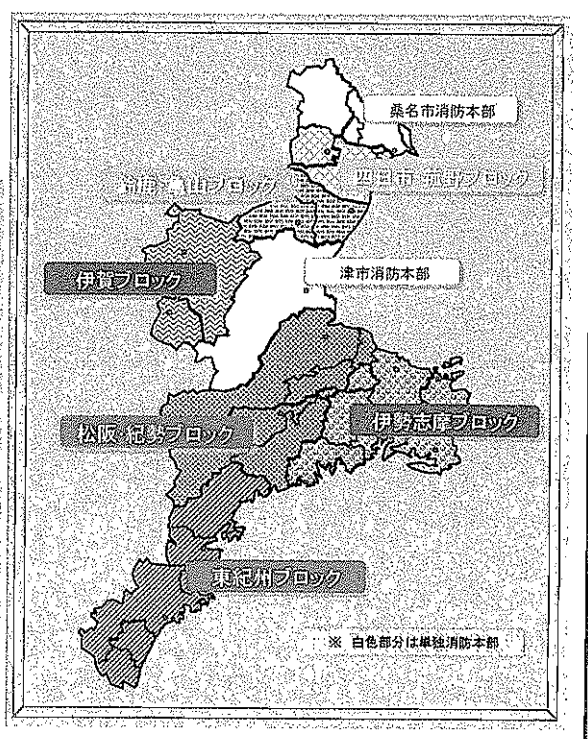 桑名市消防本部
四日市・菰野ブロック
鈴鹿・亀山ブロック
伊賀ブロック
津市消防本部
伊勢志摩ブロック
松阪・紀勢ブロック
東紀州ブロック
※ 白色部分は単独消防本部